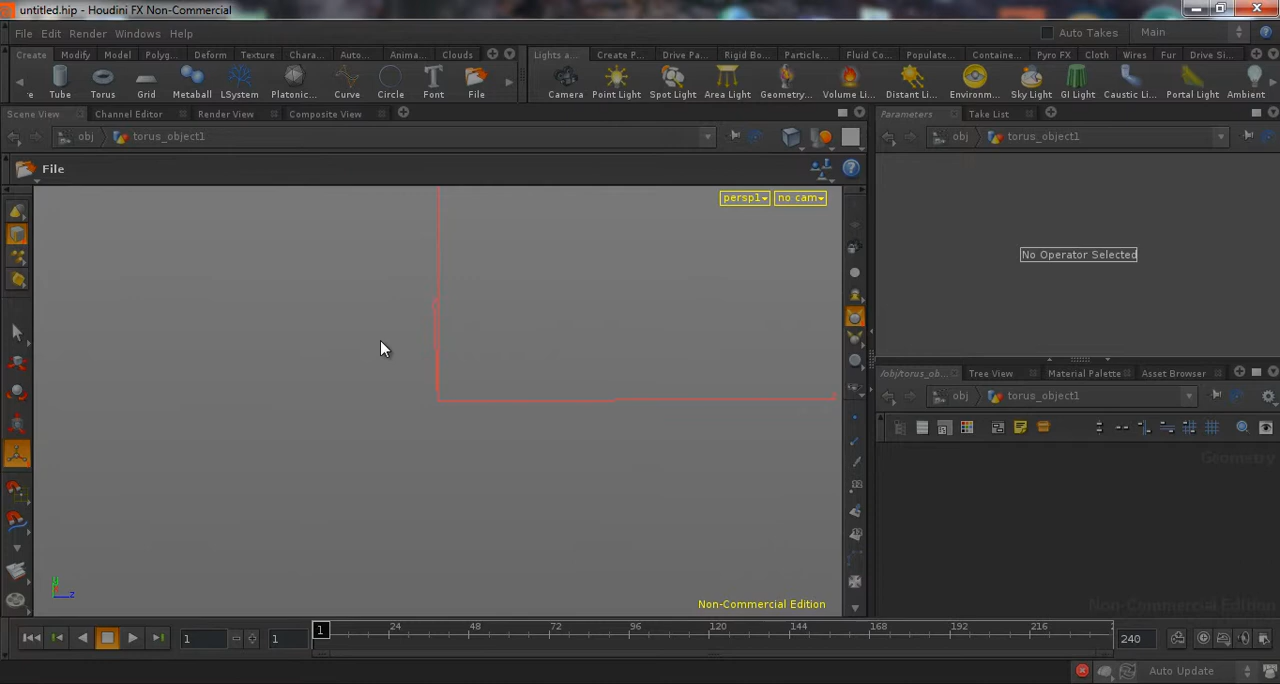 untitled.hip - Houdini FX Non-Commercial
File Edit Render Windows Help
Auto Takes Main
Create Modify Model Polyg... Deform Texture Chara... Auto... Anima... Clouds
Lights a... Create P... Drive Pa... Rigid Bo... Particle... Fluid Co... Populate... Containe... Pyro FX Cloth Wires Fur Drive Si...
re Tube Torus Grid Metaball LSystem Platonic... Curve Circle Font File
Camera Point Light Spot Light Area Light Geometry... Volume Li... Distant Li... Environm... Sky Light GI Light Caustic Li... Portal Light Ambient
Scene View Channel Editor Render View Composite View
Parameters Take List
obj torus_object1
obj torus_object1
File
persp1 no cam
No Operator Selected
/obj/torus_ob... Tree View Material Palette Asset Browser
obj torus_object1
Geometry
y
z
Non-Commercial Edition
Non-Commercial Edition
1 1 1 24 48 72 96 120 144 168 192 216 2 240
Auto Update